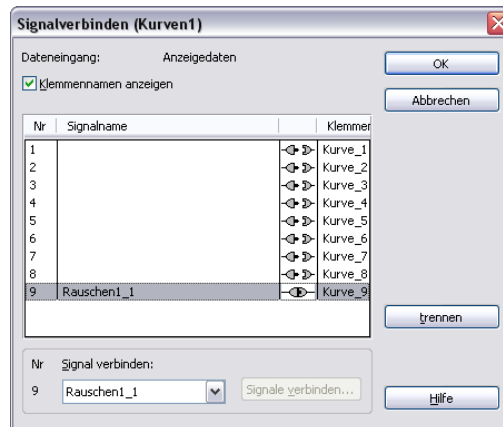 Signalverbinden (Kurven1)
Dateneingang: Anzeigedaten
OK
Klemmennamen anzeigen
Abbrechen
Nr Signalname Klemmer
1 Kurve_1
2 Kurve_2
3 Kurve_3
4 Kurve_4
5 Kurve_5
6 Kurve_6
7 Kurve_7
8 Kurve_8
9 Rauschen1_1 Kurve_9
trennen
Nr Signal verbinden:
9 Rauschen1_1 Signale verbinden...
Hilfe